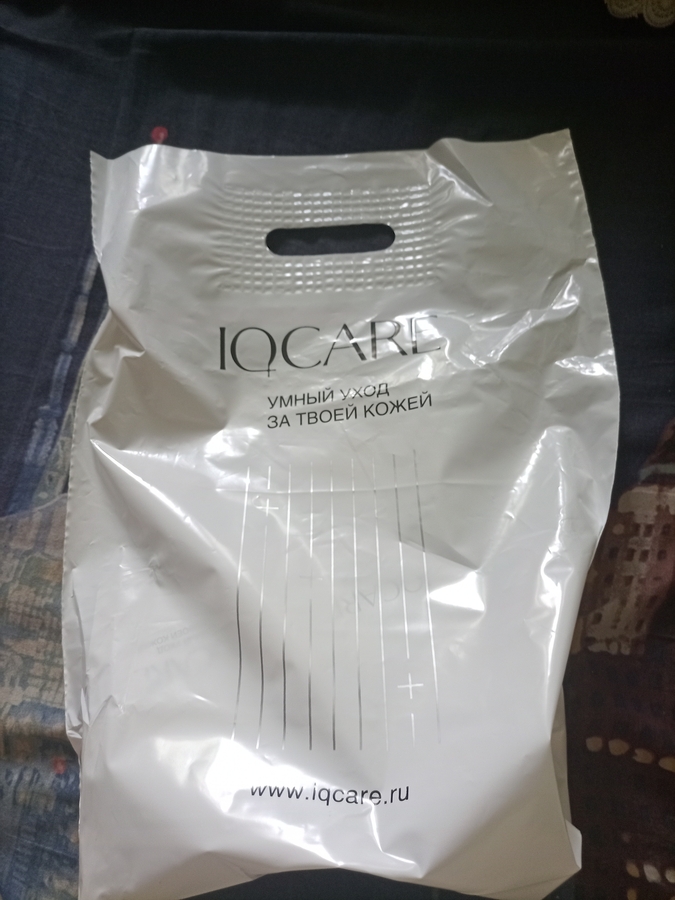 IQCARE
УМНЫЙ УХОД
ЗА ТВОЕЙ КОЖЕЙ
www.iqcare.ru